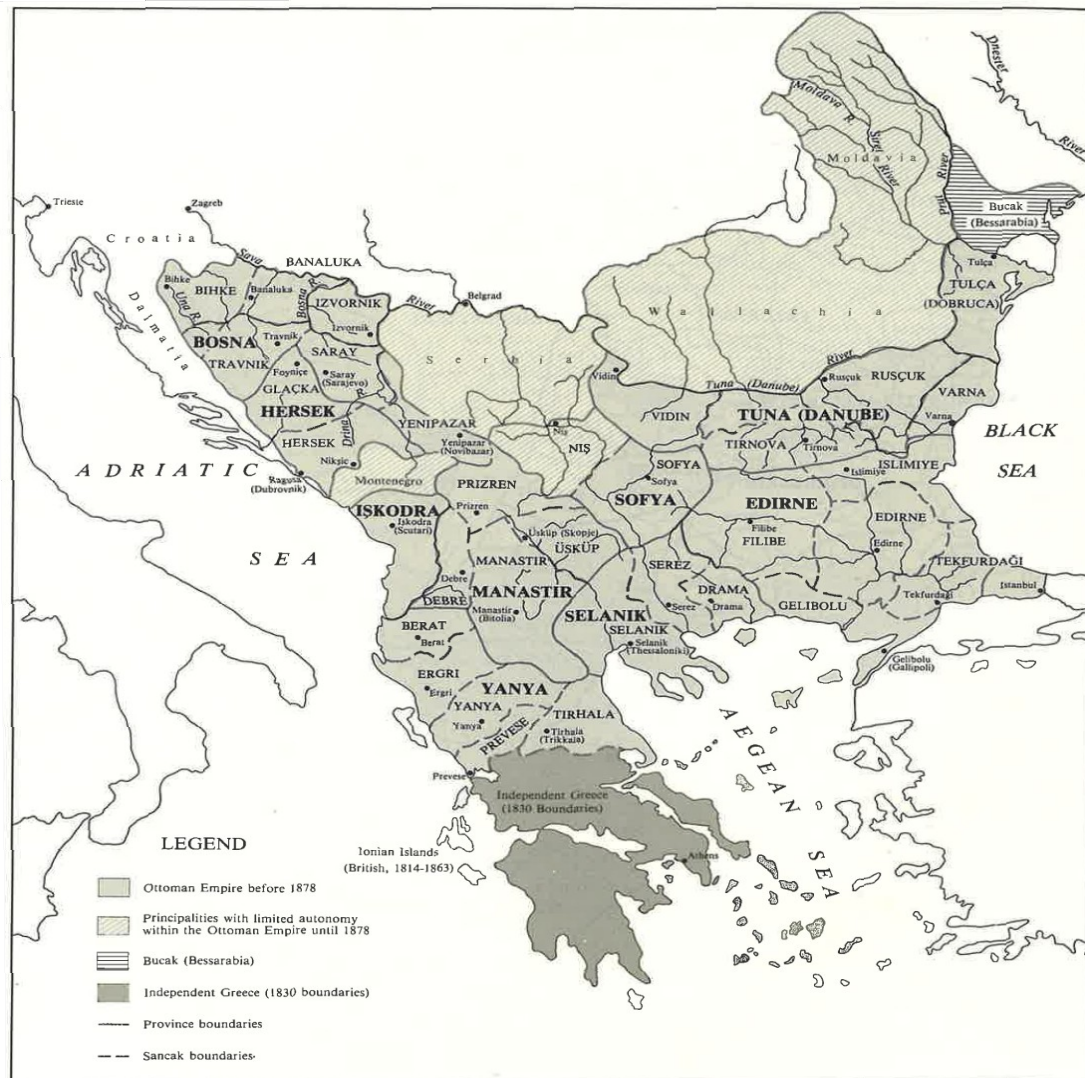 Dnester
River
Moldava R.
Siret
River
Moldavia
Prut River
Bucak
(Bessarabia)
Trieste
Zagreb
Croatia
Sava
River
BANALUKA
Bihke
BIHKE
Banaluka
Una R.
Bosna R.
IZVORNIK
Izvornik
Belgrad
Dalmatia
BOSNA
Travnik
TRAVNIK
SARAY
Foyniçe
Saray
(Sarajevo)
GLAÇKA
HERSEK
HERSEK
Drina R.
Serbia
Wallachia
Tulça
TULÇA
(DOBRUCA)
Vidin
VIDIN
Tuna (Danube)
River
Rusçuk
RUSÇUK
VARNA
Varna
TUNA (DANUBE)
TIRNOVA
Tirnova
BLACK
SEA
YENIPAZAR
Yenipazar
(Novibazar)
Niş
NIŞ
Nikşic
Montenegro
Ragusa
(Dubrovnik)
ADRIATIC
SEA
PRIZREN
Prizren
SOFYA
Sofya
SOFYA
ISLIMIYE
Islimiye
EDIRNE
EDIRNE
Edirne
Filibe
FILIBE
IŞKODRA
Işkodra
(Scutari)
Üsküp (Skopje)
ÜSKÜP
MANASTIR
MANASTIR
Manastir
(Bitolia)
Debre
DEBRE
SEREZ
Serez
DRAMA
Drama
TEKFURDAĞI
Tekfurdaği
Istanbul
GELIBOLU
Gelibolu
(Gallipoli)
SELANIK
SELANIK
Selanik
(Thessaloniki)
BERAT
Berat
ERGRI
Ergri
YANYA
YANYA
Yanya
PREVESE
Prevese
TIRHALA
Tirhala
(Trikkala)
AEGEAN
SEA
Independent Greece
(1830 Boundaries)
Athens
Ionian Islands
(British, 1814-1863)
LEGEND
Ottoman Empire before 1878
Principalities with limited autonomy
within the Ottoman Empire until 1878
Bucak (Bessarabia)
Independent Greece (1830 boundaries)
Province boundaries
Sancak boundaries